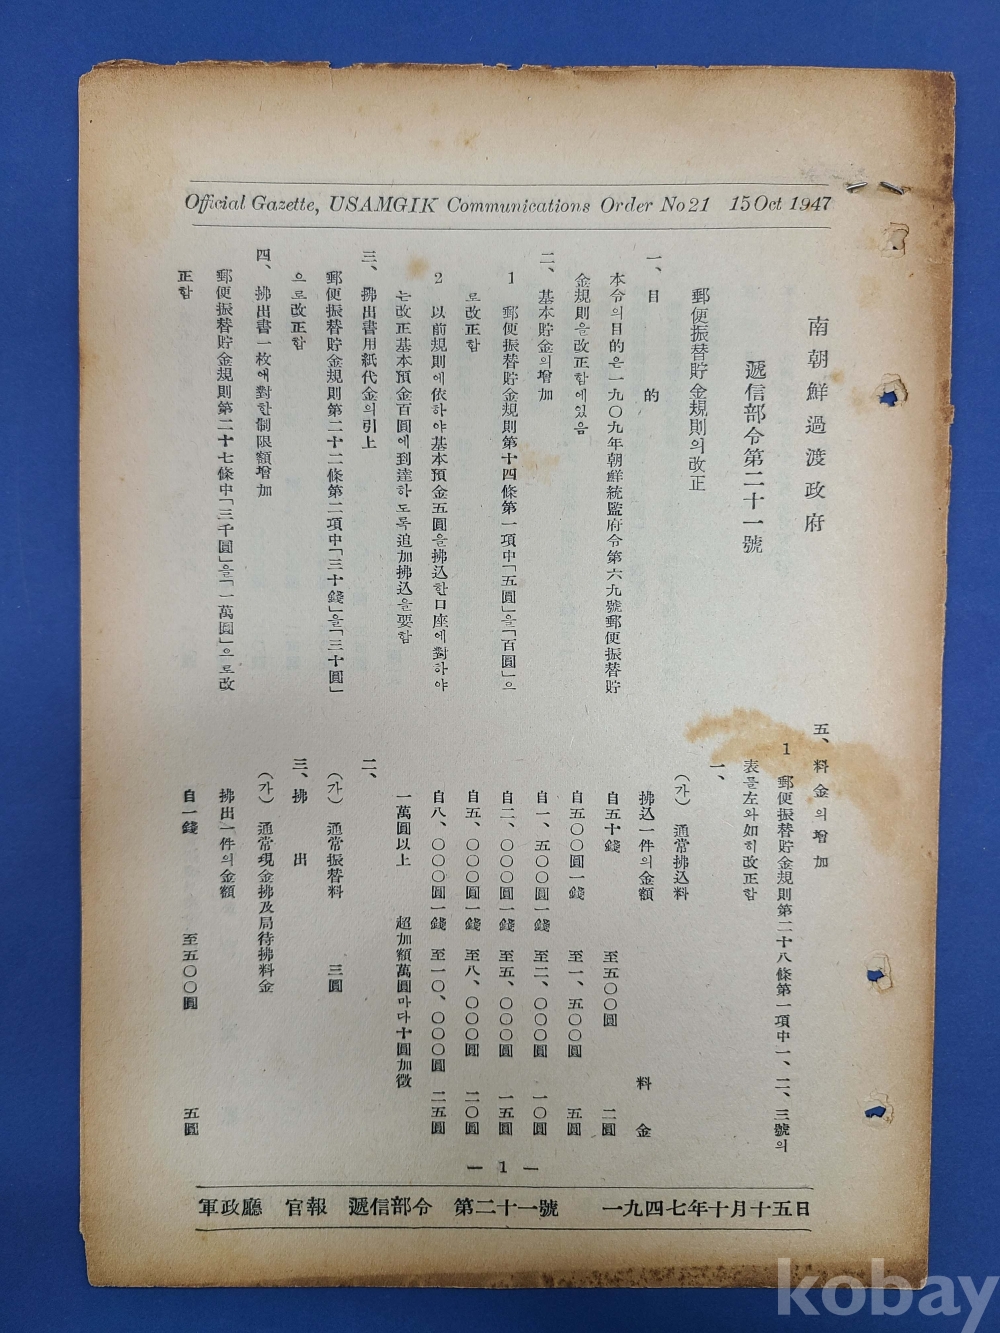 Official Gazette, USAMGIK Communications Order No 21 15 Oct 1947
南朝鮮過渡政府
遞信部令第二十一號
郵便振替貯金規則의改正
一、目的
本令의目的은一九〇九年朝鮮統監府令第六九號郵便振替貯
金規則을改正함에있음
二、基本貯金의增加
1 郵便振替貯金規則第十四條第一項中「五圓」을「百圓」으
로改正함
2 以前規則에依하야基本預金五圓을拂込한口座에對하야
는改正基本預金百圓에到達하도록追加拂込을要함
三、拂出書用紙代金의引上
郵便振替貯金規則第二十二條第二項中「三十錢」을「三十圓」
으로改正함
四、拂出書一枚에對한制限額增加
郵便振替貯金規則第二十七條中「三千圓」을「一萬圓」으로改
正함
五、料金의增加
1 郵便振替貯金規則第二十八條第一項中一、二、三號의
表를左와如히改正함
一、
(가) 通常拂込料
拂込一件의金額 料金
自五十錢 至五〇〇圓 二圓
自五〇〇圓一錢 至一、五〇〇圓 五圓
自一、五〇〇圓一錢 至二、〇〇〇圓 一〇圓
自二、〇〇〇圓一錢 至五、〇〇〇圓 一五圓
自五、〇〇〇圓一錢 至八、〇〇〇圓 二〇圓
自八、〇〇〇圓一錢 至一〇、〇〇〇圓 二五圓
一萬圓以上 超加額萬圓마다十圓加徵
二、
(가) 通常振替料 三圓
三、拂出
(가) 通常現金拂及局待拂料金
拂出一件의金額
自一錢 至五〇〇圓 五圓
— 1 —
軍政廳 官報 遞信部令 第二十一號 一九四七年十月十五日
kobay